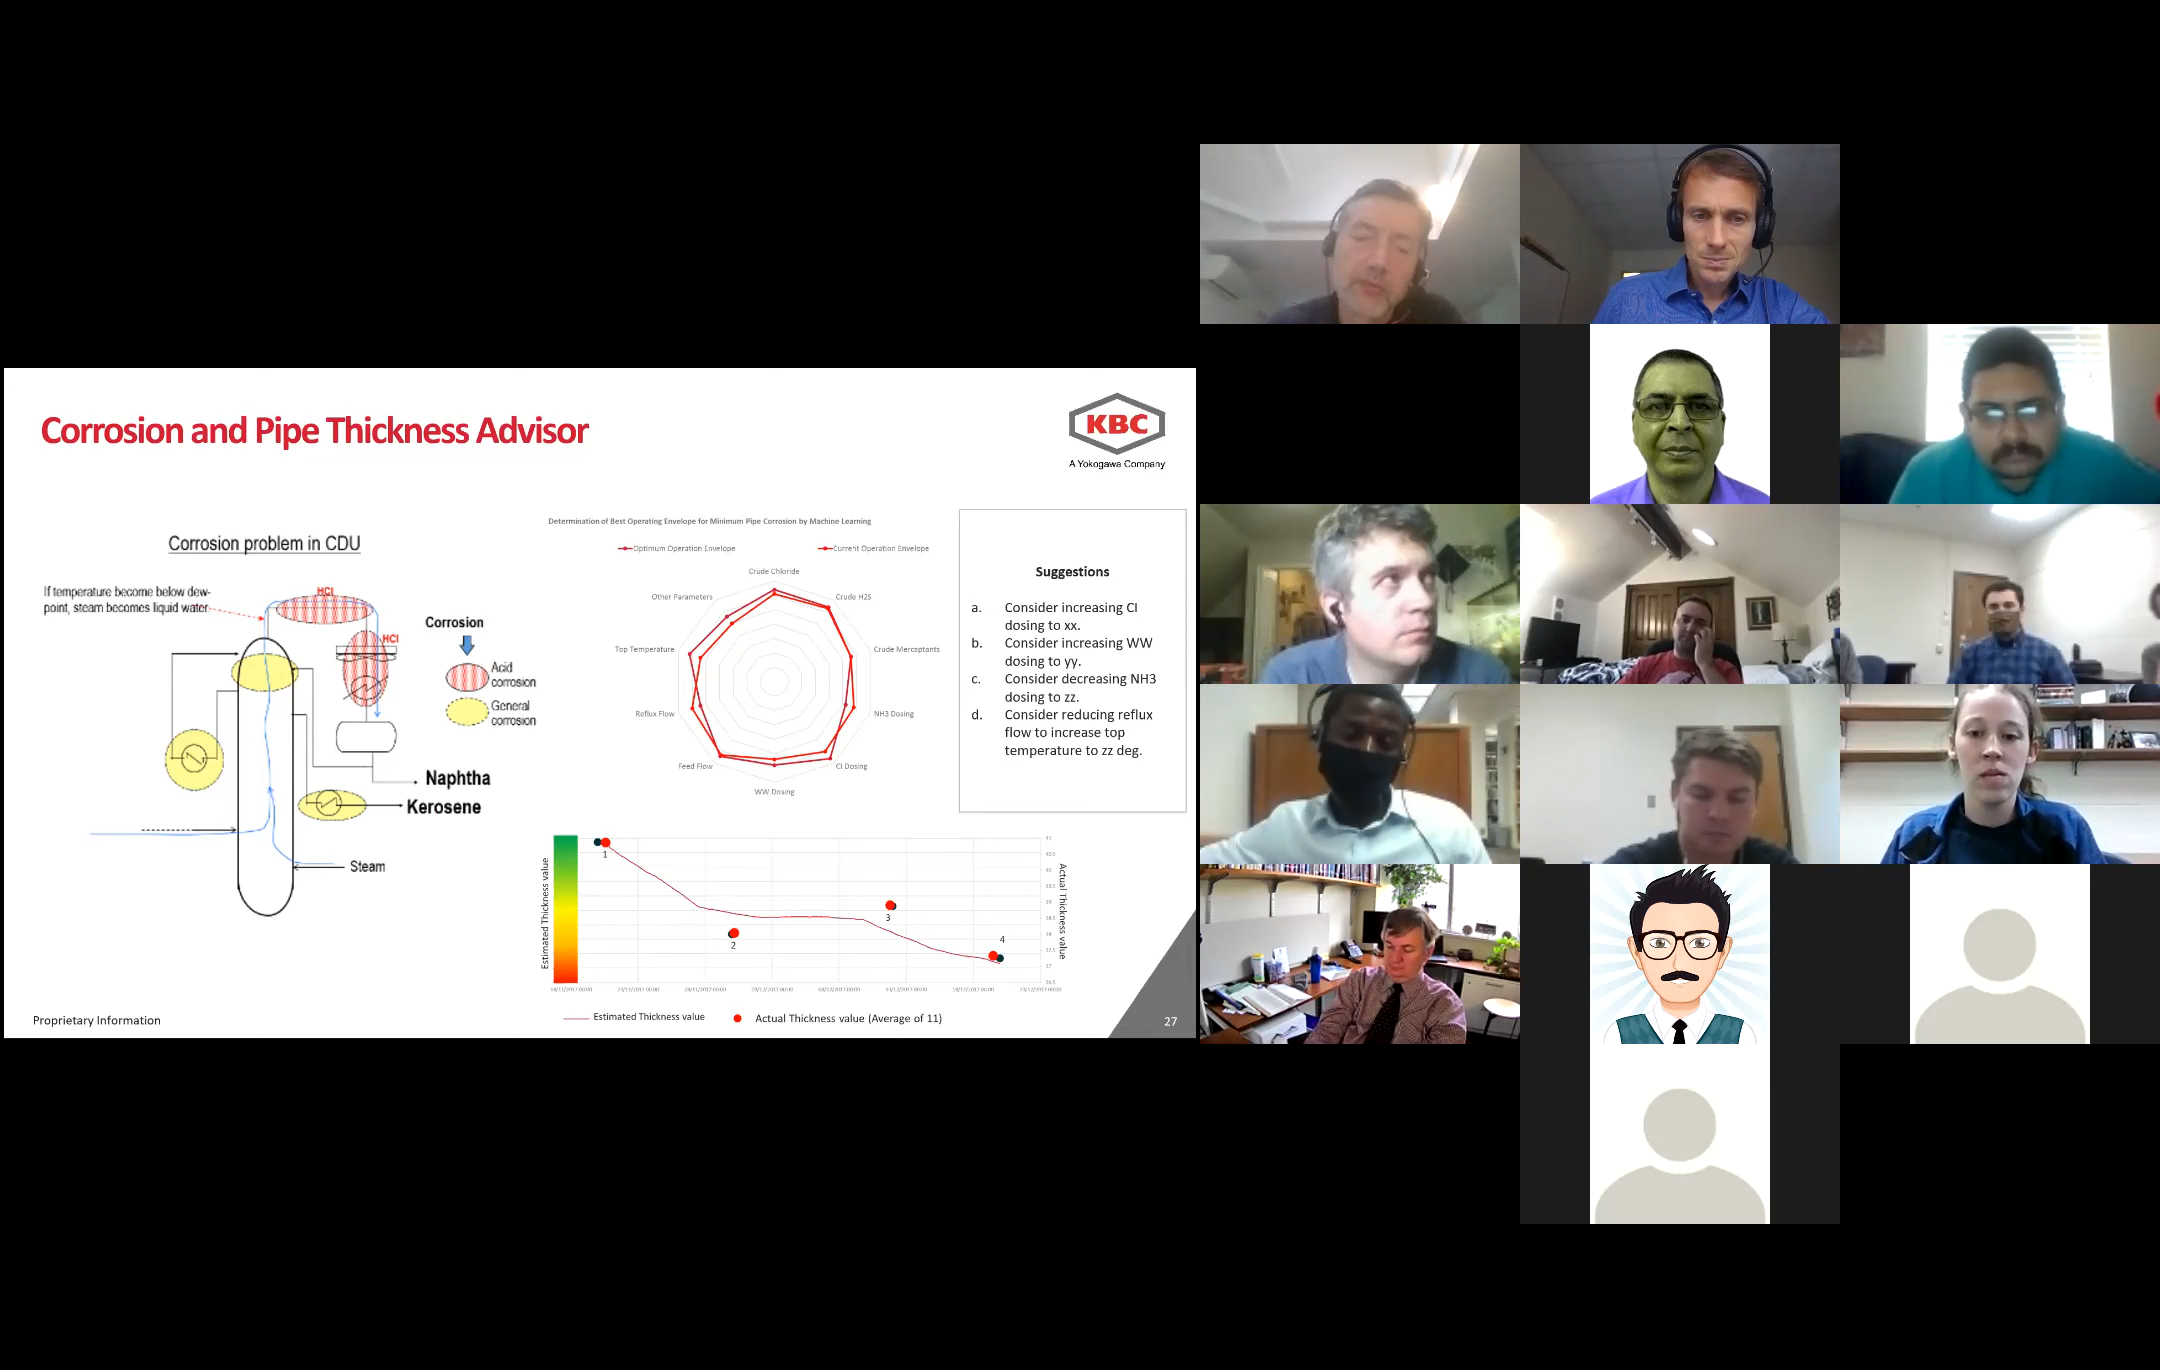 Corrosion and Pipe Thickness Advisor
KBC
A Yokogawa Company
Corrosion problem in CDU
If temperature become below dew-
point, steam becomes liquid water
HCl
HCl
Corrosion
Acid
corrosion
General
corrosion
Naphtha
Kerosene
Steam
Determination of Best Operating Envelope for Minimum Pipe Corrosion by Machine Learning
Optimum Operation Envelope
Current Operation Envelope
Crude Chloride
Crude H2S
Crude Mercaptants
NH3 Dosing
CI Dosing
WW Dosing
Feed Flow
Reflux Flow
Top Temperature
Other Parameters
Suggestions
a. Consider increasing CI
dosing to xx.
b. Consider increasing WW
dosing to yy.
c. Consider decreasing NH3
dosing to zz.
d. Consider reducing reflux
flow to increase top
temperature to zz deg.
Estimated Thickness value
1
2
3
4
Actual Thickness value
Estimated Thickness value
Actual Thickness value (Average of 11)
Proprietary Information
27